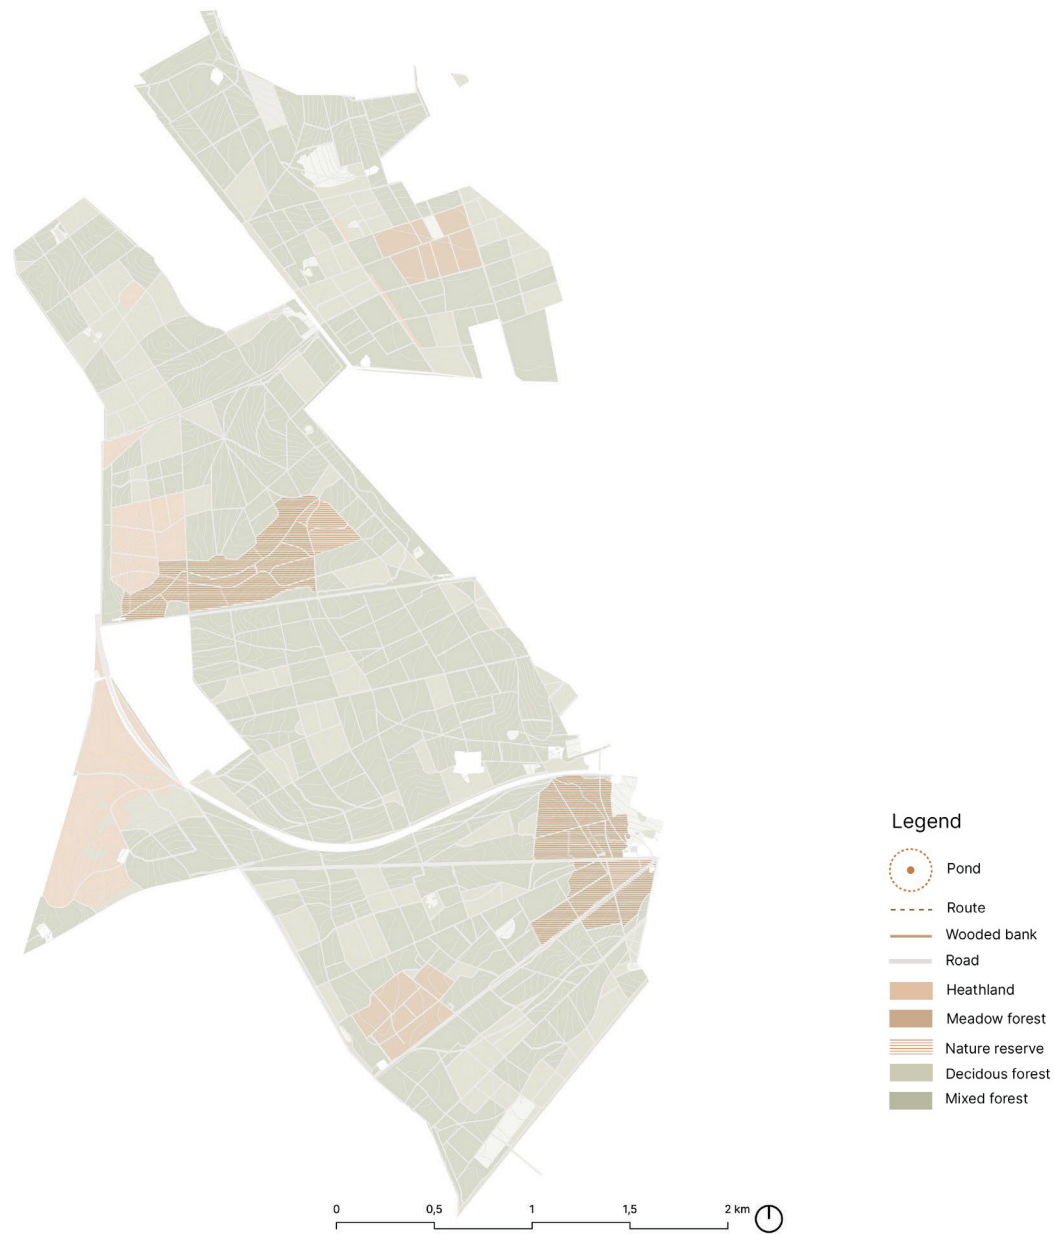 Legend
Pond
Route
Wooded bank
Road
Heathland
Meadow forest
Nature reserve
Decidous forest
Mixed forest
0 0,5 1 1,5 2 km